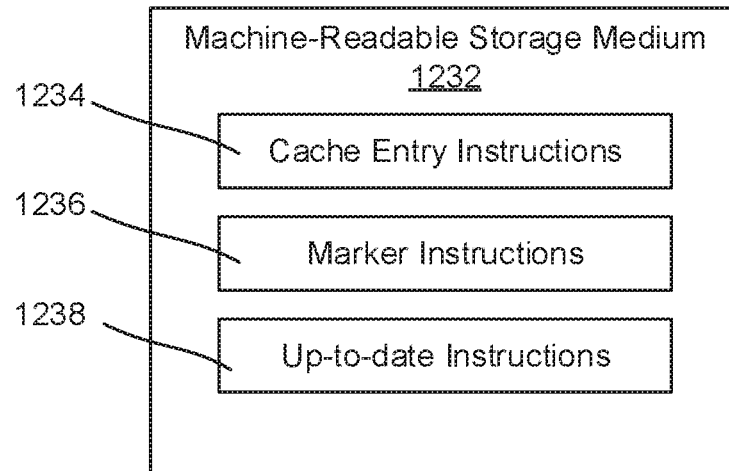 Machine-Readable Storage Medium
1232
1234
Cache Entry Instructions
1236
Marker Instructions
1238
Up-to-date Instructions